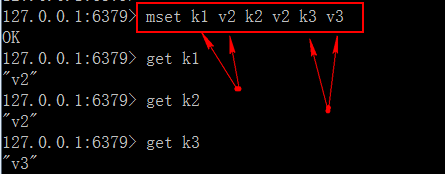 127.0.0.1:6379> mset k1 v2 k2 v2 k3 v3
OK
127.0.0.1:6379> get k1
"v2"
127.0.0.1:6379> get k2
"v2"
127.0.0.1:6379> get k3
"v3"